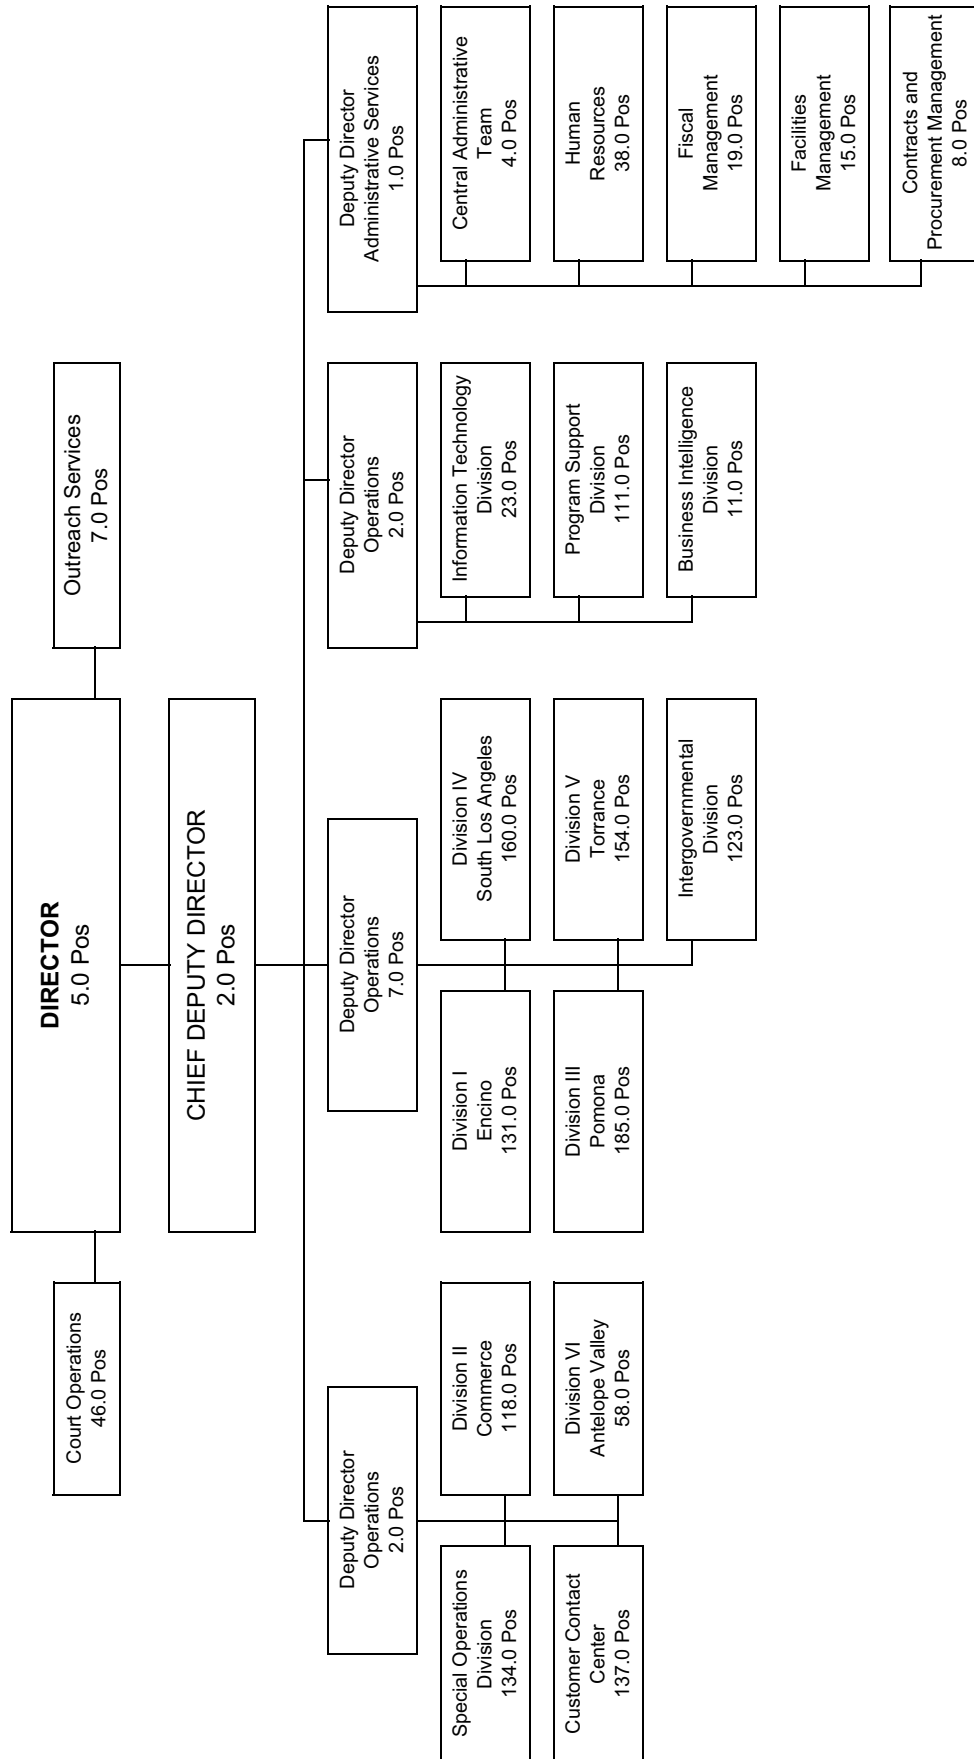 Court Operations
46.0 Pos
DIRECTOR
5.0 Pos
Outreach Services
7.0 Pos
CHIEF DEPUTY DIRECTOR
2.0 Pos
Deputy Director
Operations
2.0 Pos
Special Operations
Division
134.0 Pos
Division II
Commerce
118.0 Pos
Customer Contact
Center
137.0 Pos
Division VI
Antelope Valley
58.0 Pos
Deputy Director
Operations
7.0 Pos
Division I
Encino
131.0 Pos
Division IV
South Los Angeles
160.0 Pos
Division III
Pomona
185.0 Pos
Division V
Torrance
154.0 Pos
Intergovernmental
Division
123.0 Pos
Deputy Director
Operations
2.0 Pos
Information Technology
Division
23.0 Pos
Program Support
Division
111.0 Pos
Business Intelligence
Division
11.0 Pos
Deputy Director
Administrative Services
1.0 Pos
Central Administrative
Team
4.0 Pos
Human
Resources
38.0 Pos
Fiscal
Management
19.0 Pos
Facilities
Management
15.0 Pos
Contracts and
Procurement Management
8.0 Pos